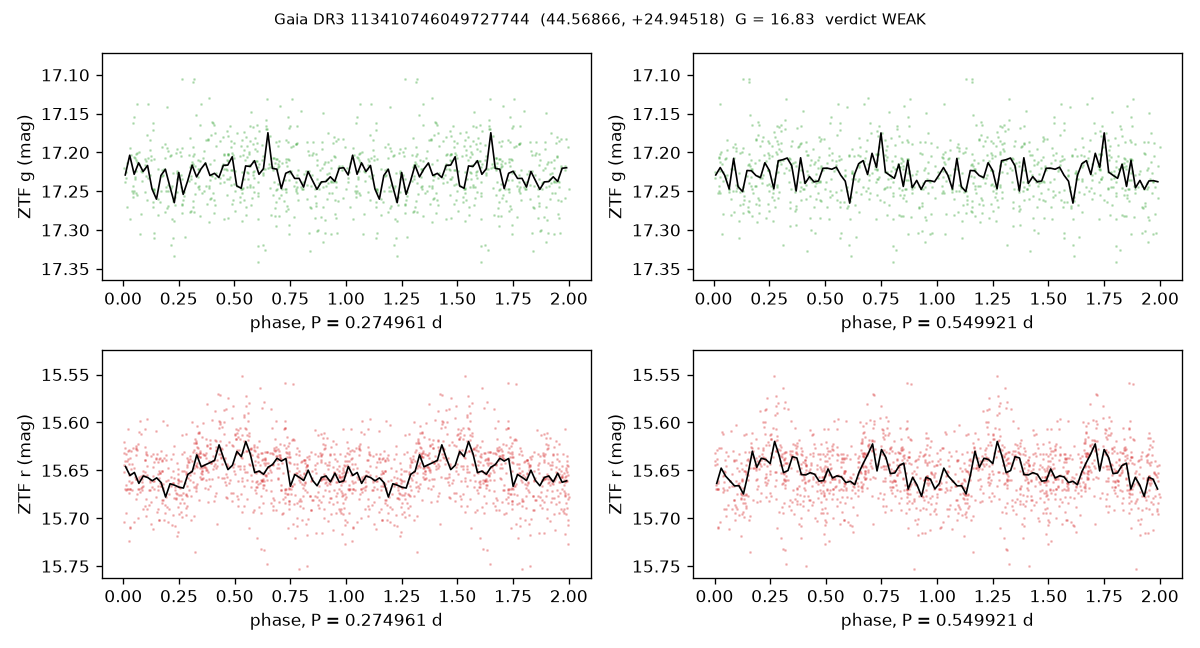 Gaia DR3 113410746049727744  (44.56866, +24.94518)  G = 16.83  verdict WEAK
ZTF g (mag)
17.10
17.15
17.20
17.25
17.30
17.35
0.00 0.25 0.50 0.75 1.00 1.25 1.50 1.75 2.00
phase, P = 0.274961 d
ZTF g (mag)
17.10
17.15
17.20
17.25
17.30
17.35
0.00 0.25 0.50 0.75 1.00 1.25 1.50 1.75 2.00
phase, P = 0.549921 d
ZTF r (mag)
15.55
15.60
15.65
15.70
15.75
0.00 0.25 0.50 0.75 1.00 1.25 1.50 1.75 2.00
phase, P = 0.274961 d
ZTF r (mag)
15.55
15.60
15.65
15.70
15.75
0.00 0.25 0.50 0.75 1.00 1.25 1.50 1.75 2.00
phase, P = 0.549921 d